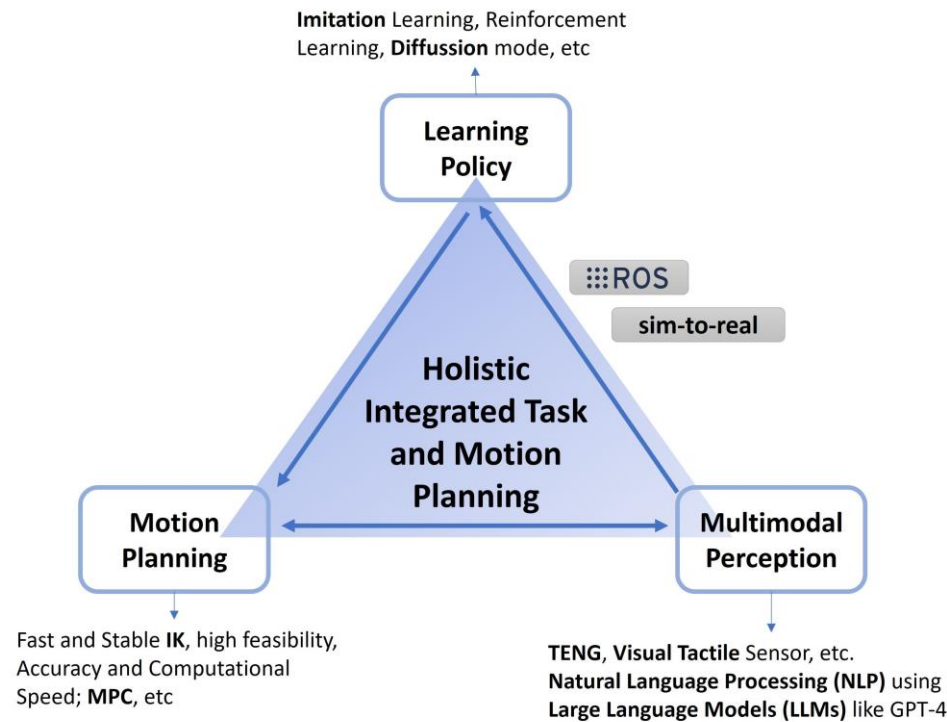 Imitation Learning, Reinforcement
Learning, Diffussion mode, etc
Learning
Policy
ROS
sim-to-real
Holistic
Integrated Task
and Motion
Planning
Motion
Planning
Multimodal
Perception
Fast and Stable IK, high feasibility,
Accuracy and Computational
Speed; MPC, etc
TENG, Visual Tactile Sensor, etc.
Natural Language Processing (NLP) using
Large Language Models (LLMs) like GPT-4